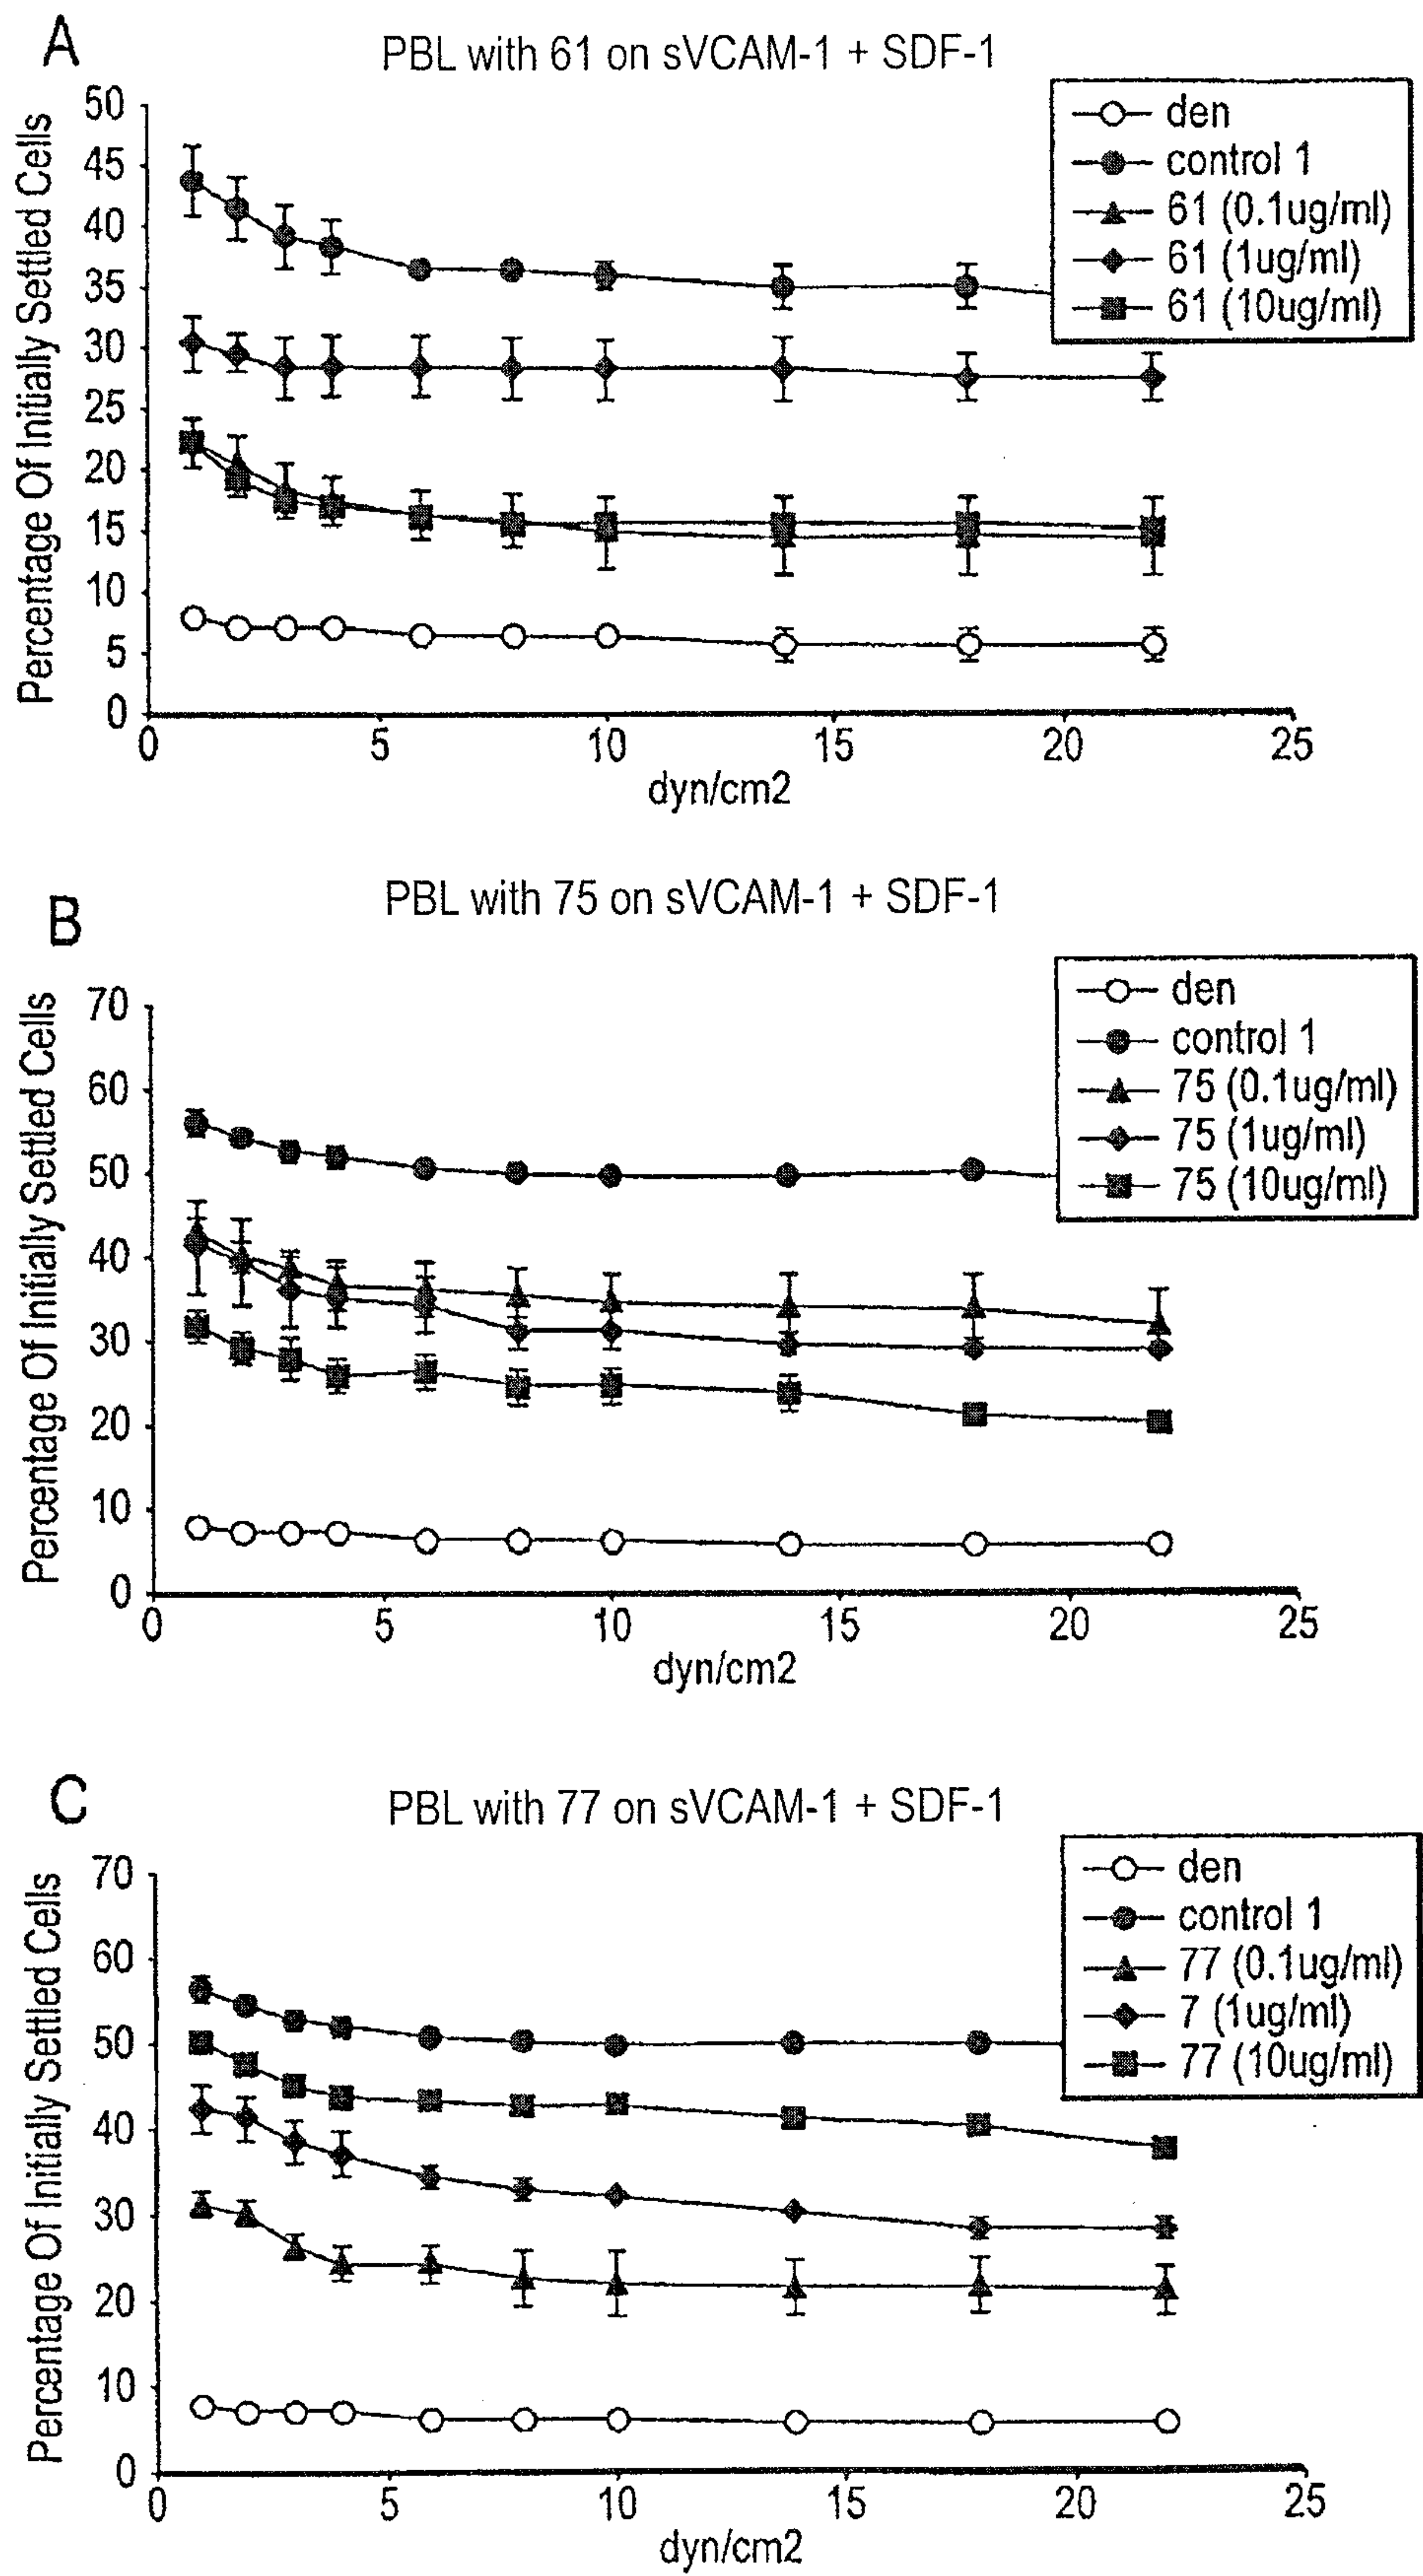 A
PBL with 61 on sVCAM-1 + SDF-1
den
control 1
61 (0.1ug/ml)
61 (1ug/ml)
61 (10ug/ml)
Percentage Of Initially Settled Cells
50
45
40
35
30
25
20
15
10
5
0
0 5 10 15 20 25
dyn/cm2
B
PBL with 75 on sVCAM-1 + SDF-1
den
control 1
75 (0.1ug/ml)
75 (1ug/ml)
75 (10ug/ml)
Percentage Of Initially Settled Cells
70
60
50
40
30
20
10
0
0 5 10 15 20 25
dyn/cm2
C
PBL with 77 on sVCAM-1 + SDF-1
den
control 1
77 (0.1ug/ml)
7 (1ug/ml)
77 (10ug/ml)
Percentage Of Initially Settled Cells
70
60
50
40
30
20
10
0
0 5 10 15 20 25
dyn/cm2